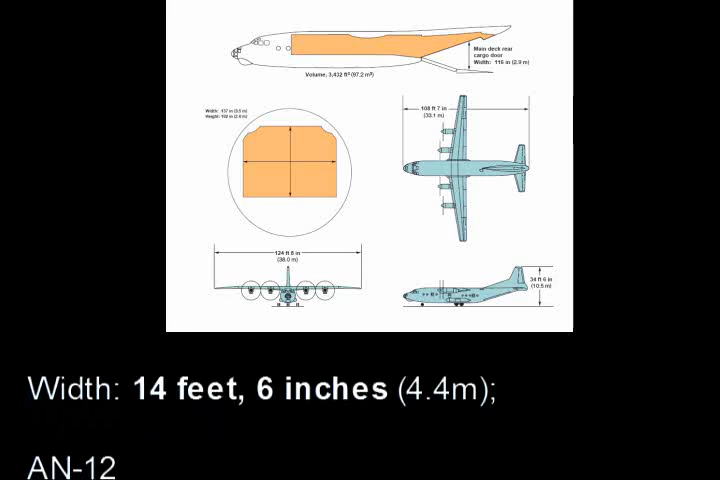 Main deck rear
cargo door
Width: 116 in (2.9 m)
Volume, 3,432 ft³ (97.2 m³)
108 ft 7 in
(33.1 m)
124 ft 8 in
(38.0 m)
34 ft 6 in
(10.5 m)
Width: 14 feet, 6 inches (4.4m);
AN-12